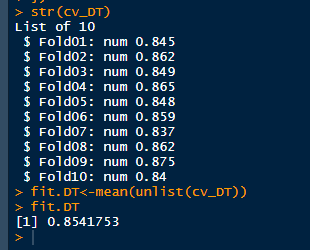 > str(cv_DT)
List of 10
 $ Fold01: num 0.845
 $ Fold02: num 0.862
 $ Fold03: num 0.849
 $ Fold04: num 0.865
 $ Fold05: num 0.848
 $ Fold06: num 0.859
 $ Fold07: num 0.837
 $ Fold08: num 0.862
 $ Fold09: num 0.875
 $ Fold10: num 0.84
> fit.DT<-mean(unlist(cv_DT))
> fit.DT
[1] 0.8541753
>